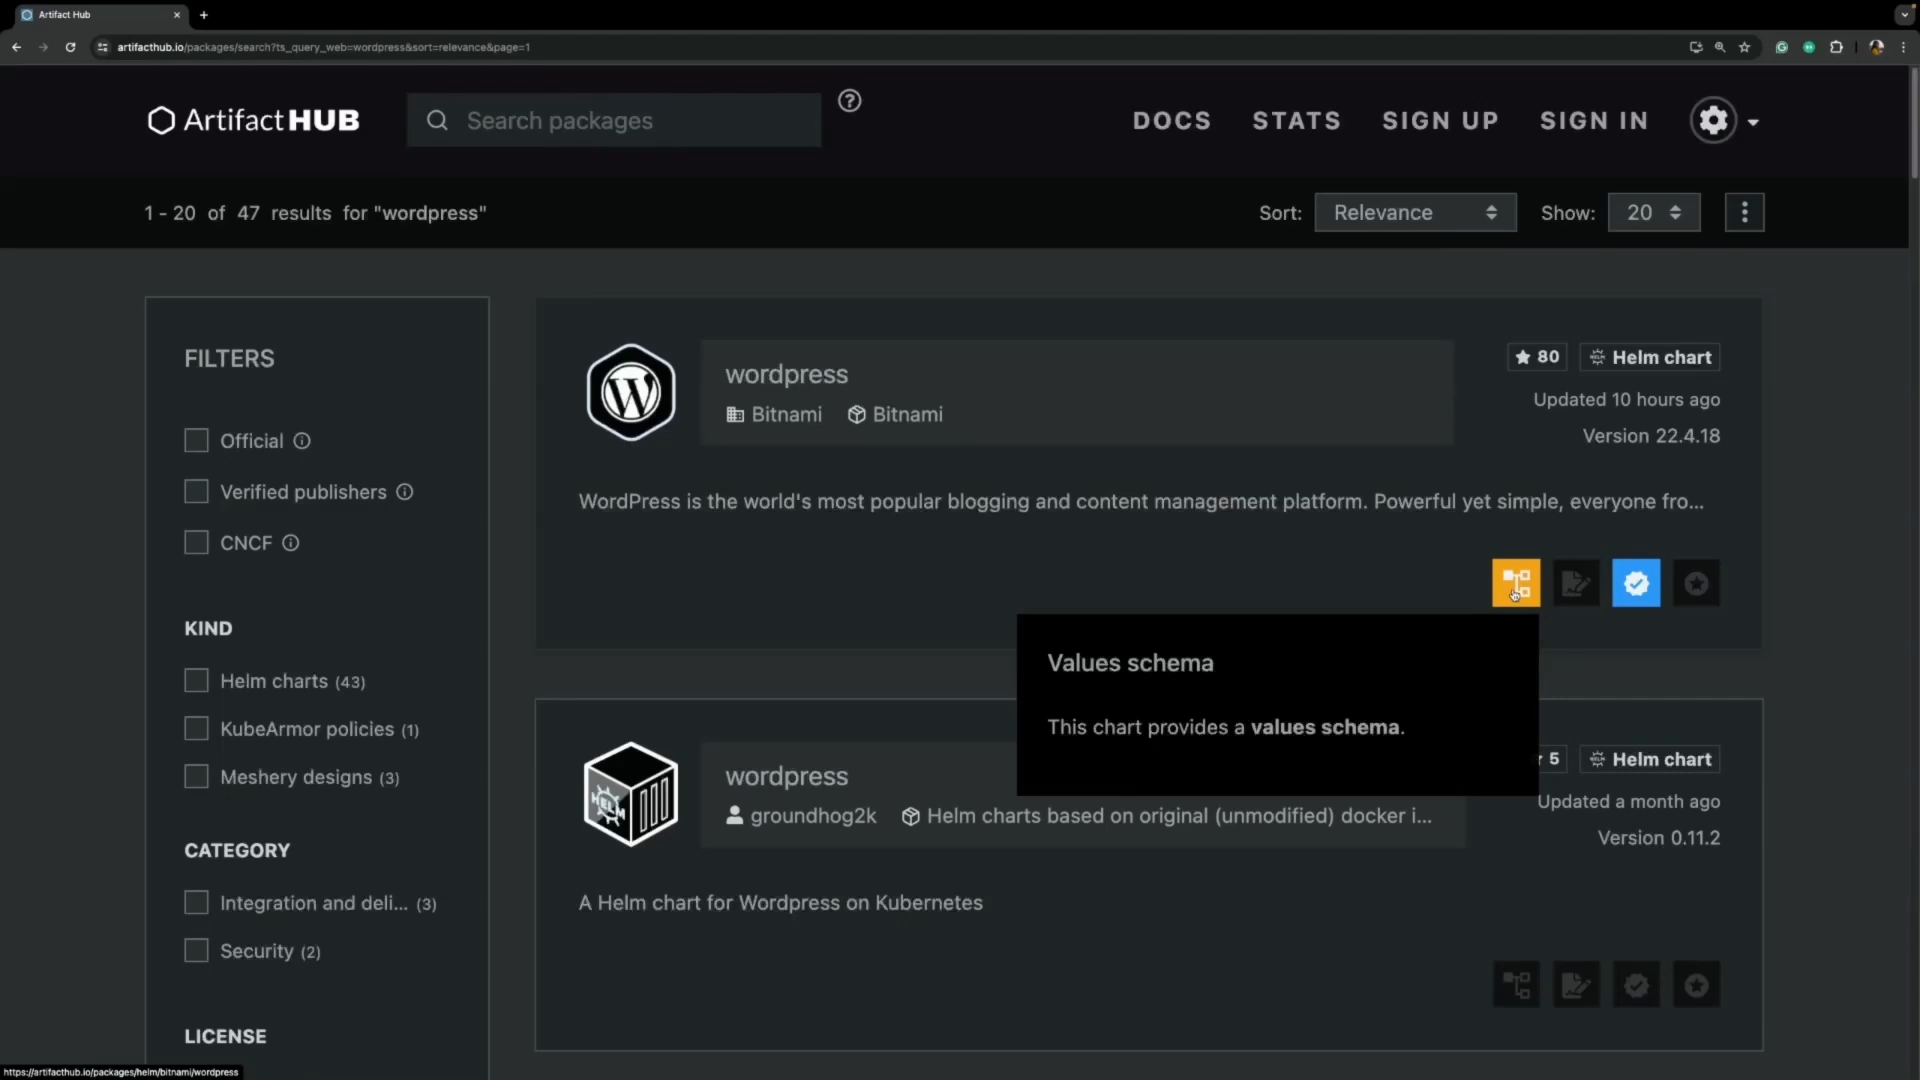 Artifact Hub
artifacthub.io/packages/search?ts_query_web=wordpress&sort=relevance&page=1
ArtifactHUB
Search packages
DOCS
STATS
SIGN UP
SIGN IN
1 - 20 of 47 results for "wordpress"
Sort:
Relevance
Show:
20
FILTERS
Official
Verified publishers
CNCF
KIND
Helm charts (43)
KubeArmor policies (1)
Meshery designs (3)
CATEGORY
Integration and deli... (3)
Security (2)
LICENSE
wordpress
Bitnami
Bitnami
80
Helm chart
Updated 10 hours ago
Version 22.4.18
WordPress is the world's most popular blogging and content management platform. Powerful yet simple, everyone fro...
Values schema
This chart provides a values schema.
HELM
wordpress
groundhog2k
Helm charts based on original (unmodified) docker i...
5
Helm chart
Updated a month ago
Version 0.11.2
A Helm chart for Wordpress on Kubernetes
https://artifacthub.io/packages/helm/bitnami/wordpress